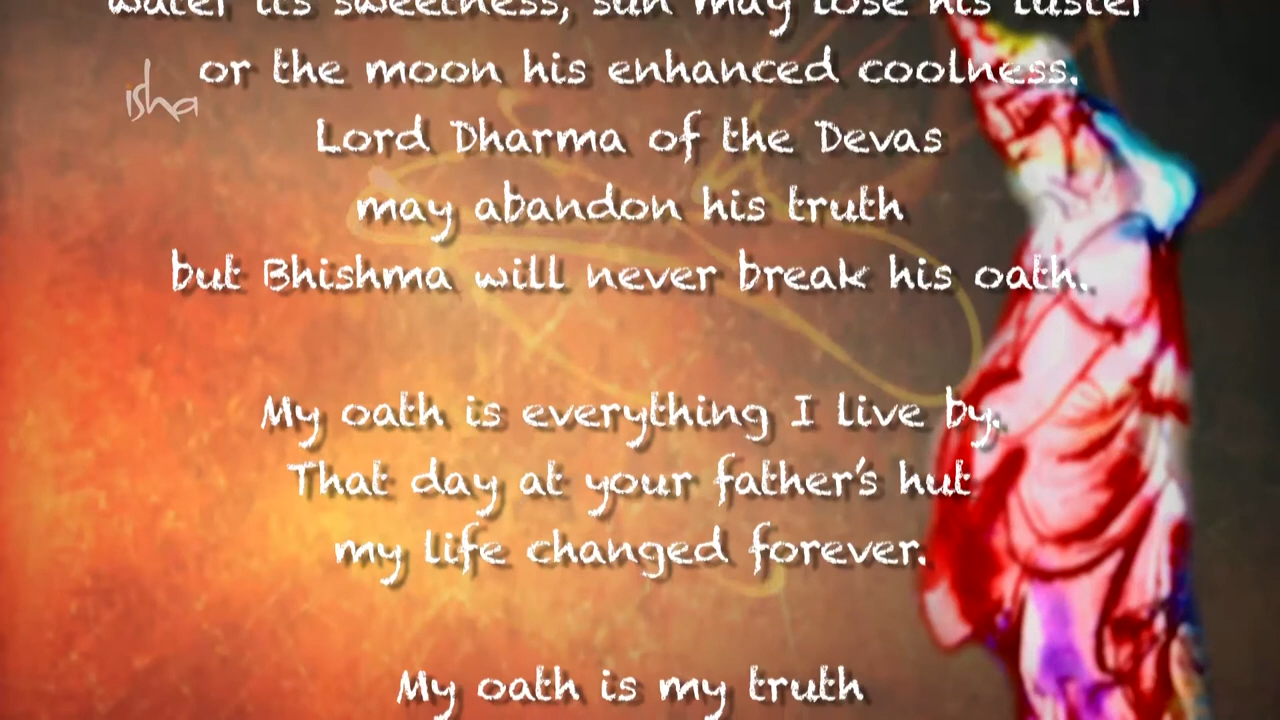 water its sweetness, sun may lose his luster
or the moon his enhanced coolness.
isha
Lord Dharma of the Devas
may abandon his truth
but Bhishma will never break his oath.
My oath is everything I live by.
That day at your father's hut
my life changed forever.
My oath is my truth